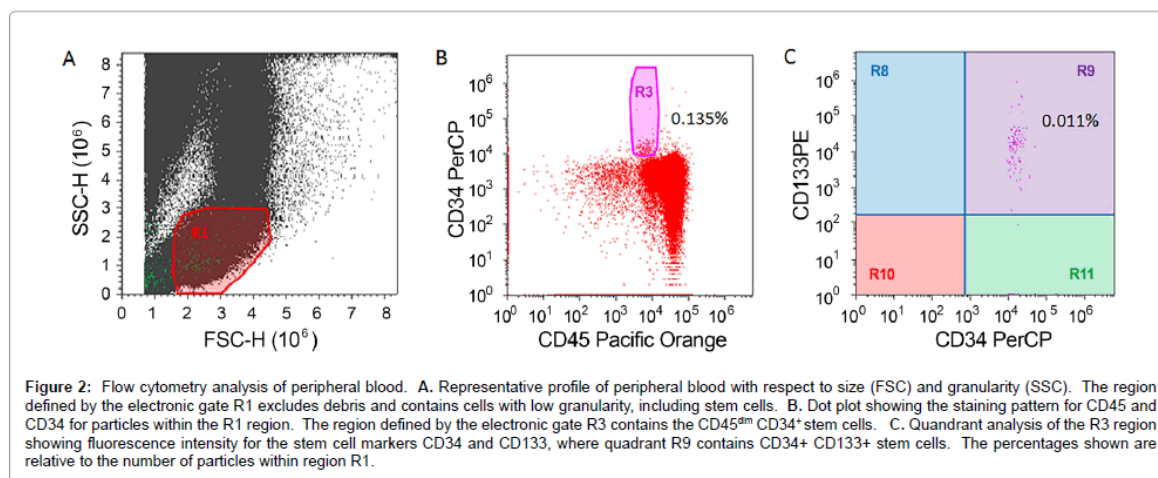 A
B
C
8
7
6
5
4
3
2
1
0
SSC-H (10⁶)
R1
0 1 2 3 4 5 6 7 8
FSC-H (10⁶)
10⁶
10⁵
10⁴
10³
10²
10¹
10⁰
CD34 PerCP
R3
0.135%
10⁰ 10¹ 10² 10³ 10⁴ 10⁵ 10⁶
CD45 Pacific Orange
10⁶
10⁵
10⁴
10³
10²
10¹
10⁰
CD133PE
R8
R9
0.011%
R10
R11
10⁰ 10¹ 10² 10³ 10⁴ 10⁵ 10⁶
CD34 PerCP
Figure 2: Flow cytometry analysis of peripheral blood. A. Representative profile of peripheral blood with respect to size (FSC) and granularity (SSC). The region
defined by the electronic gate R1 excludes debris and contains cells with low granularity, including stem cells. B. Dot plot showing the staining pattern for CD45 and
CD34 for particles within the R1 region. The region defined by the electronic gate R3 contains the CD45ᵈⁱᵐ CD34⁺ stem cells. C. Quandrant analysis of the R3 region
showing fluorescence intensity for the stem cell markers CD34 and CD133, where quadrant R9 contains CD34+ CD133+ stem cells. The percentages shown are
relative to the number of particles within region R1.